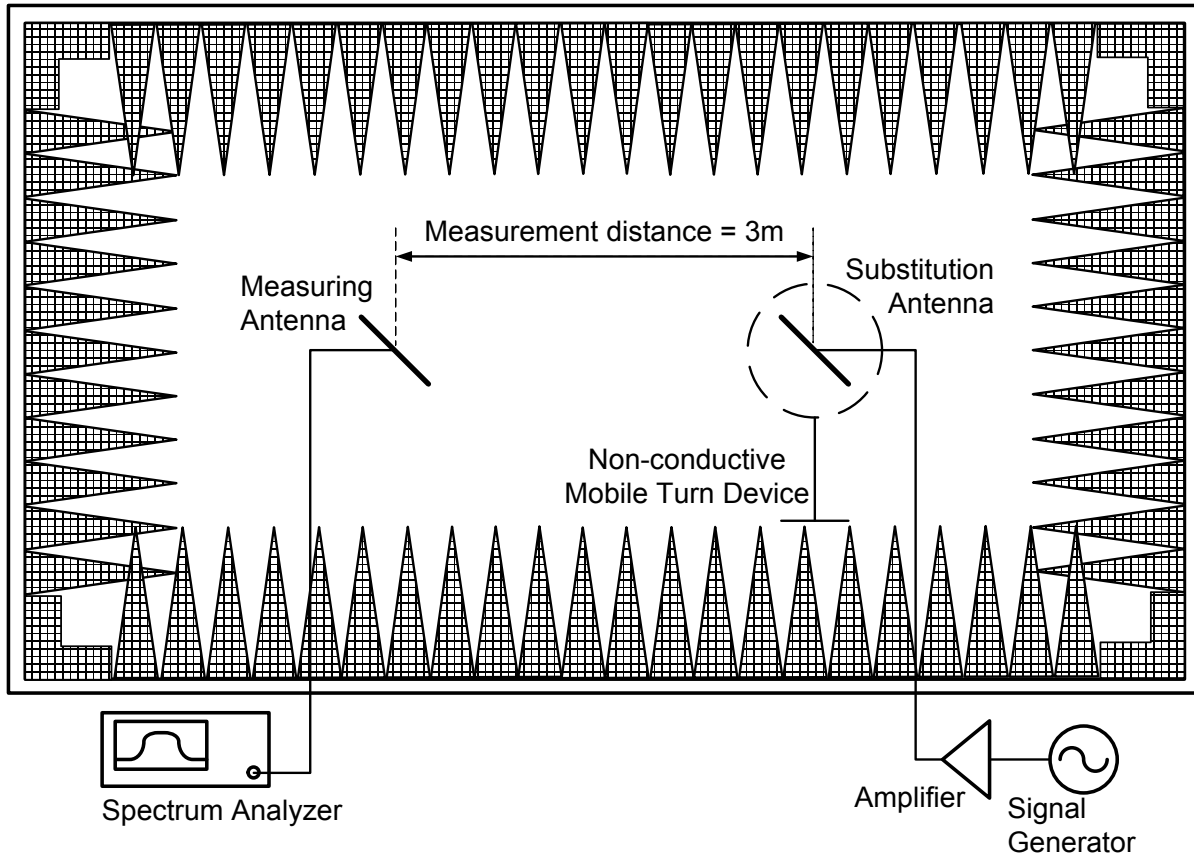 Measurement distance = 3m
Measuring
Antenna
Substitution
Antenna
Non-conductive
Mobile Turn Device
Spectrum Analyzer
Amplifier
Signal
Generator